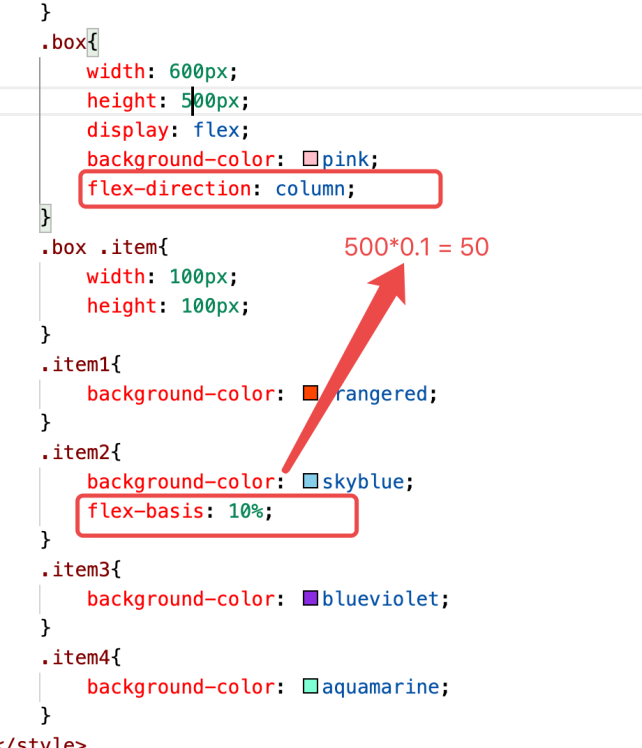 }
.box{
width: 600px;
height: 500px;
display: flex;
background-color: pink;
flex-direction: column;
}
.box .item{
500*0.1 = 50
width: 100px;
height: 100px;
}
.item1{
background-color: rangered;
}
.item2{
background-color: skyblue;
flex-basis: 10%;
}
.item3{
background-color: blueviolet;
}
.item4{
background-color: aquamarine;
}
</style>